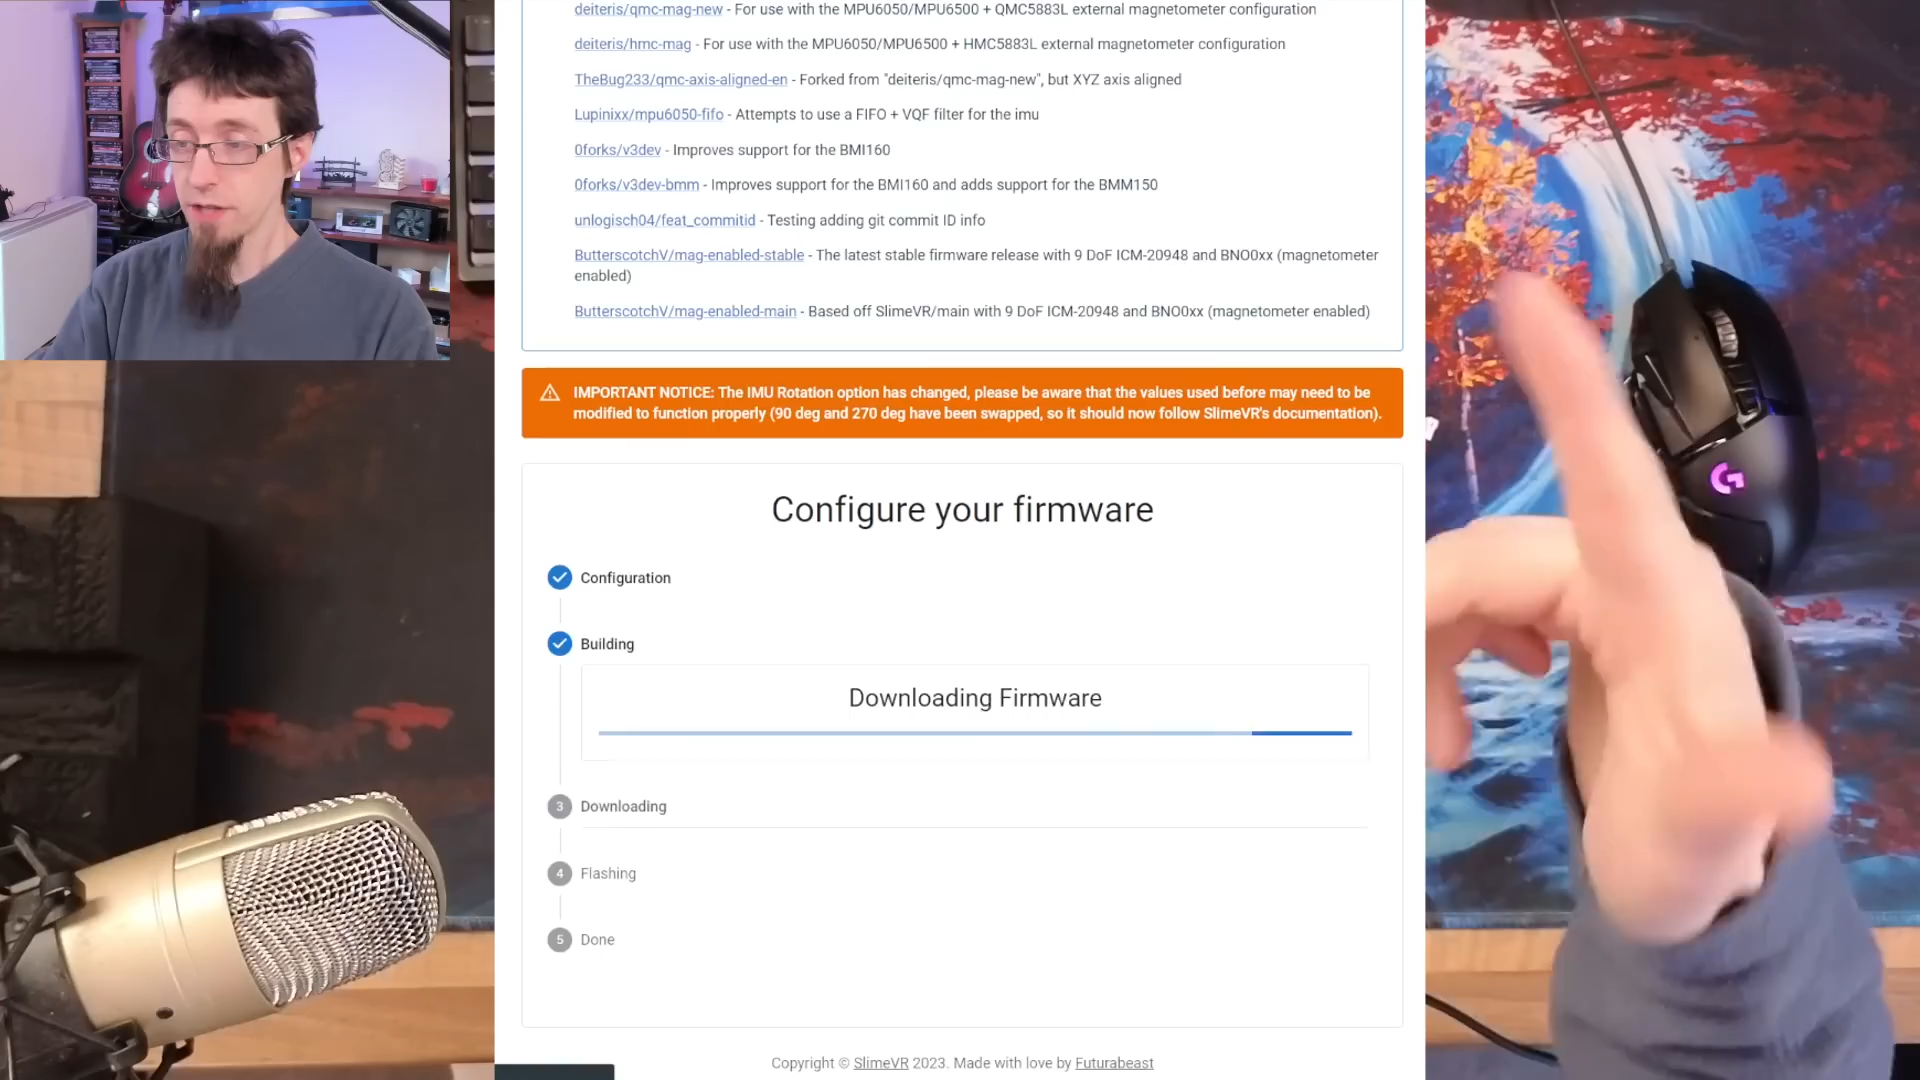 deiteris/qmc-mag-new - For use with the MPU6050/MPU6500 + QMC5883L external magnetometer configuration
deiteris/hmc-mag - For use with the MPU6050/MPU6500 + HMC5883L external magnetometer configuration
TheBug233/qmc-axis-aligned-en - Forked from "deiteris/qmc-mag-new", but XYZ axis aligned
Lupinixx/mpu6050-fifo - Attempts to use a FIFO + VQF filter for the imu
0forks/v3dev - Improves support for the BMI160
0forks/v3dev-bmm - Improves support for the BMI160 and adds support for the BMM150
unlogisch04/feat_commitid - Testing adding git commit ID info
ButterscotchV/mag-enabled-stable - The latest stable firmware release with 9 DoF ICM-20948 and BNO0xx (magnetometer
enabled)
ButterscotchV/mag-enabled-main - Based off SlimeVR/main with 9 DoF ICM-20948 and BNO0xx (magnetometer enabled)
IMPORTANT NOTICE: The IMU Rotation option has changed, please be aware that the values used before may need to be
modified to function properly (90 deg and 270 deg have been swapped, so it should now follow SlimeVR's documentation).
Configure your firmware
Configuration
Building
Downloading Firmware
3 Downloading
4 Flashing
5 Done
Copyright © SlimeVR 2023. Made with love by Futurabeast